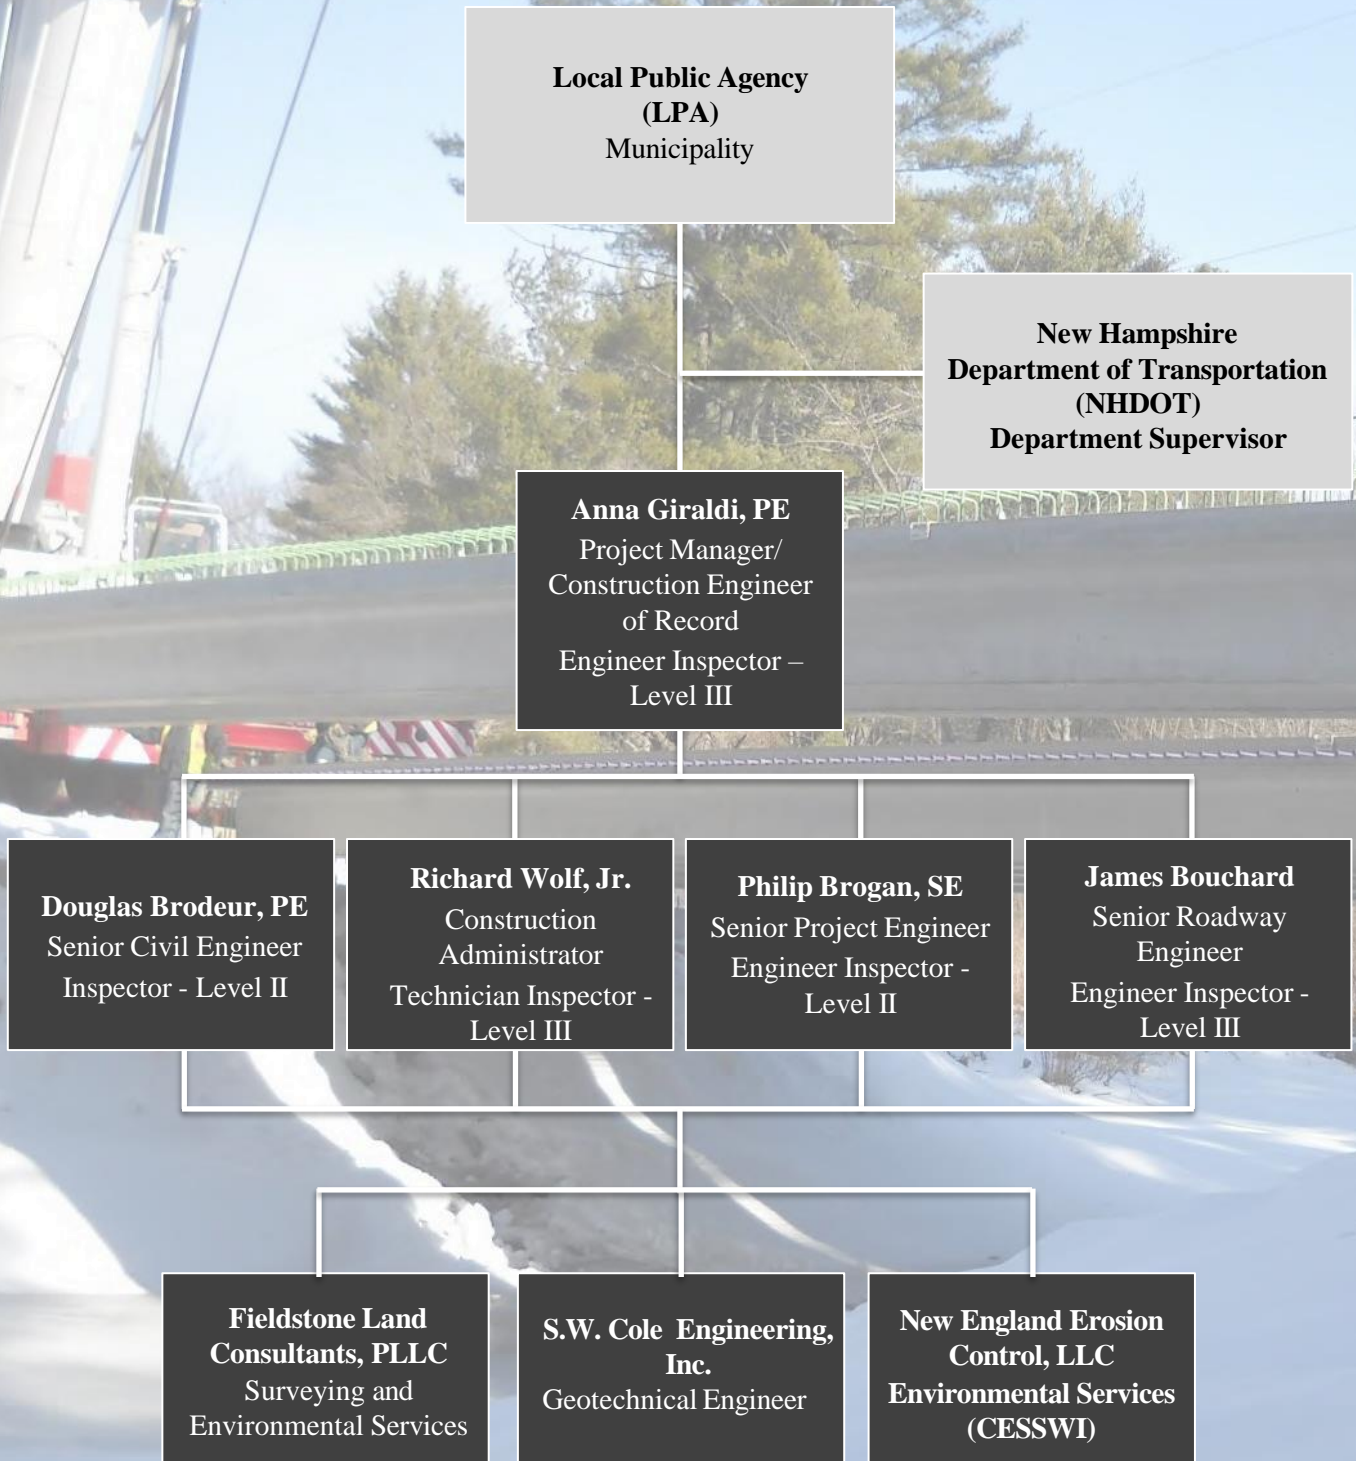 Local Public Agency
(LPA)
Municipality
New Hampshire
Department of Transportation
(NHDOT)
Department Supervisor
Anna Giraldi, PE
Project Manager/
Construction Engineer
of Record
Engineer Inspector –
Level III
Douglas Brodeur, PE
Senior Civil Engineer
Inspector - Level II
Richard Wolf, Jr.
Construction
Administrator
Technician Inspector -
Level III
Philip Brogan, SE
Senior Project Engineer
Engineer Inspector -
Level II
James Bouchard
Senior Roadway
Engineer
Engineer Inspector -
Level III
Fieldstone Land
Consultants, PLLC
Surveying and
Environmental Services
S.W. Cole Engineering,
Inc.
Geotechnical Engineer
New England Erosion
Control, LLC
Environmental Services
(CESSWI)